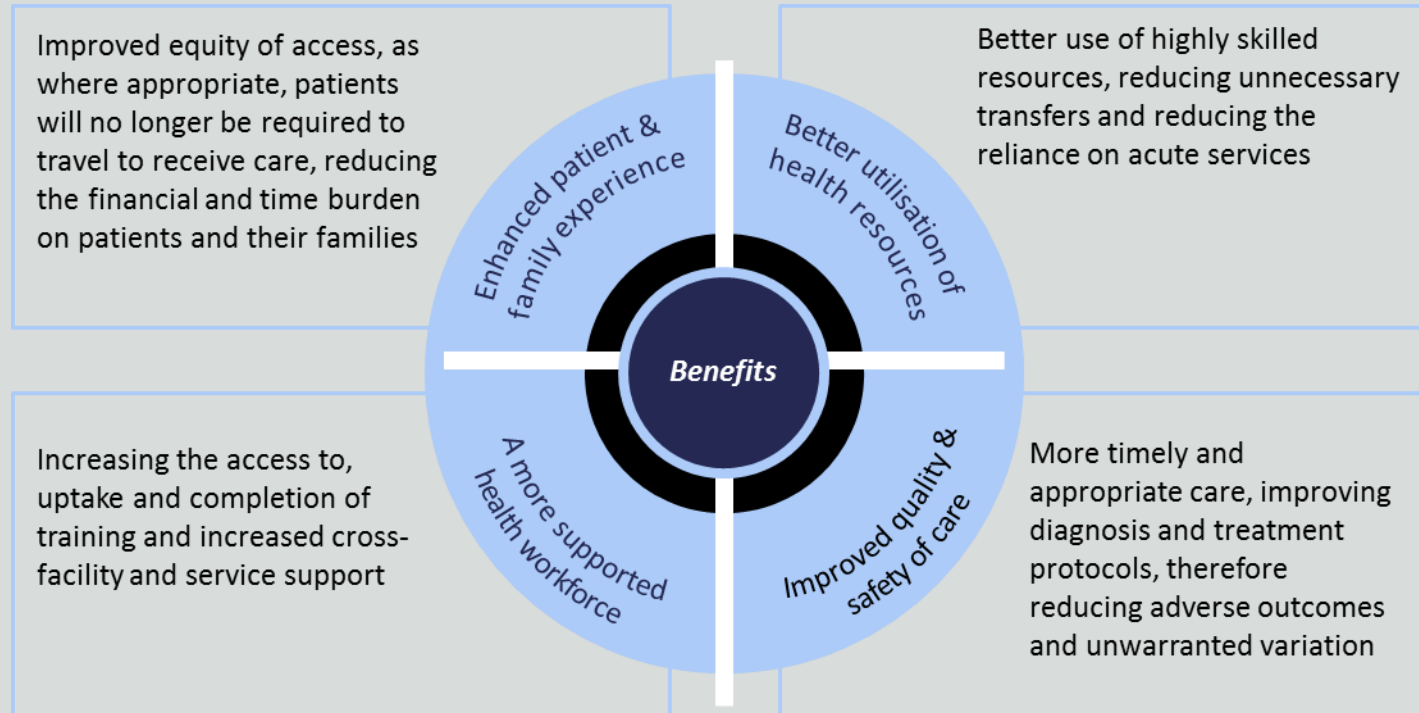 Improved equity of access, as
where appropriate, patients
will no longer be required to
travel to receive care, reducing
the financial and time burden
on patients and their families
Enhanced patient &
family experience
Better utilisation of
health resources
Better use of highly skilled
resources, reducing unnecessary
transfers and reducing the
reliance on acute services
Benefits
Increasing the access to,
uptake and completion of
training and increased cross-
facility and service support
A more supported
health workforce
Improved quality &
safety of care
More timely and
appropriate care, improving
diagnosis and treatment
protocols, therefore
reducing adverse outcomes
and unwarranted variation